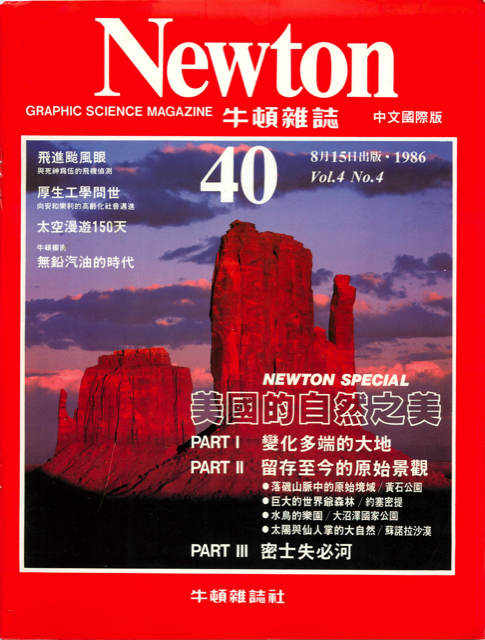 Newton
GRAPHIC SCIENCE MAGAZINE 牛頓雜誌 中文國際版
飛進颱風眼
與死神為伍的飛機偵測
厚生工學問世
向安和樂利的高齡化社會邁進
太空漫遊150天
牛頓櫥窗
無鉛汽油的時代
40
8月15日出版・1986
Vol.4 No.4
NEWTON SPECIAL
美國的自然之美
PART I 變化多端的大地
PART II 留存至今的原始景觀
●落磯山脈中的原始境域/黃石公園
●巨大的世界爺森林/約塞密提
●水鳥的樂園/大沼澤國家公園
●太陽與仙人掌的大自然/蘇諾拉沙漠
PART III 密士失必河
牛頓雜誌社